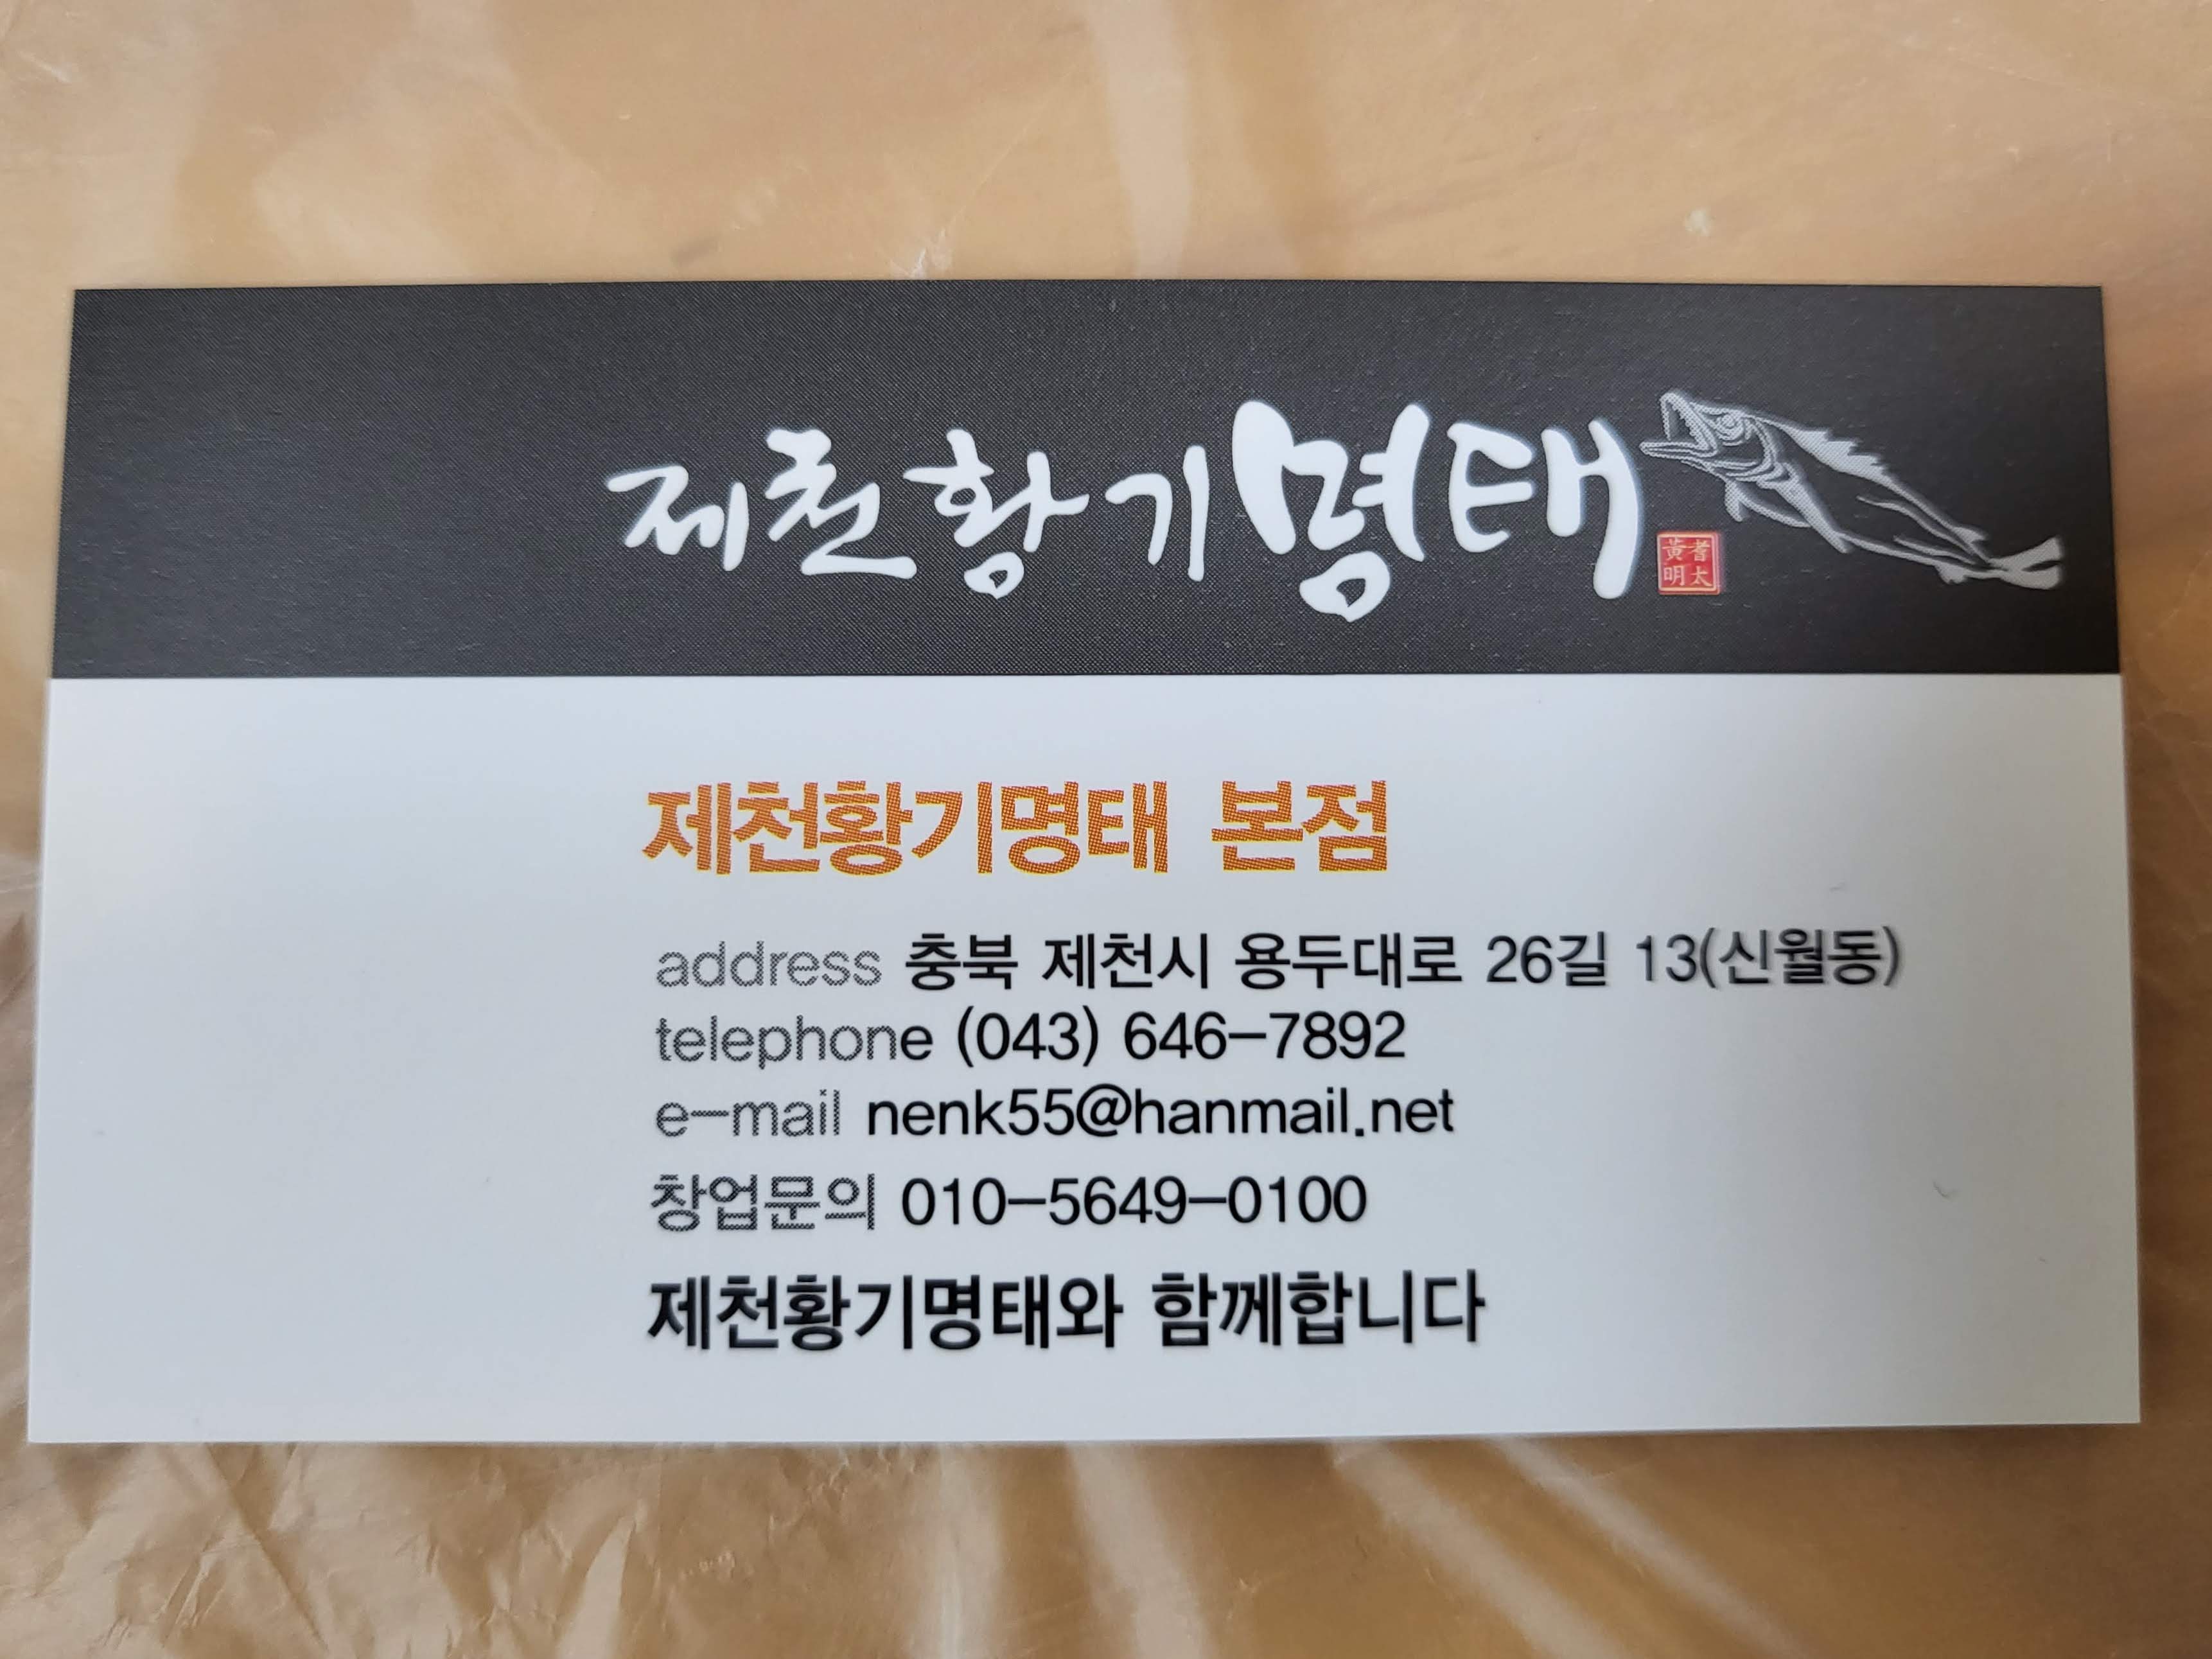 제천황기명태
黃耆
明太
제천황기명태 본점
address 충북 제천시 용두대로 26길 13(신월동)
telephone (043) 646-7892
e-mail nenk55@hanmail.net
창업문의 010-5649-0100
제천황기명태와 함께합니다